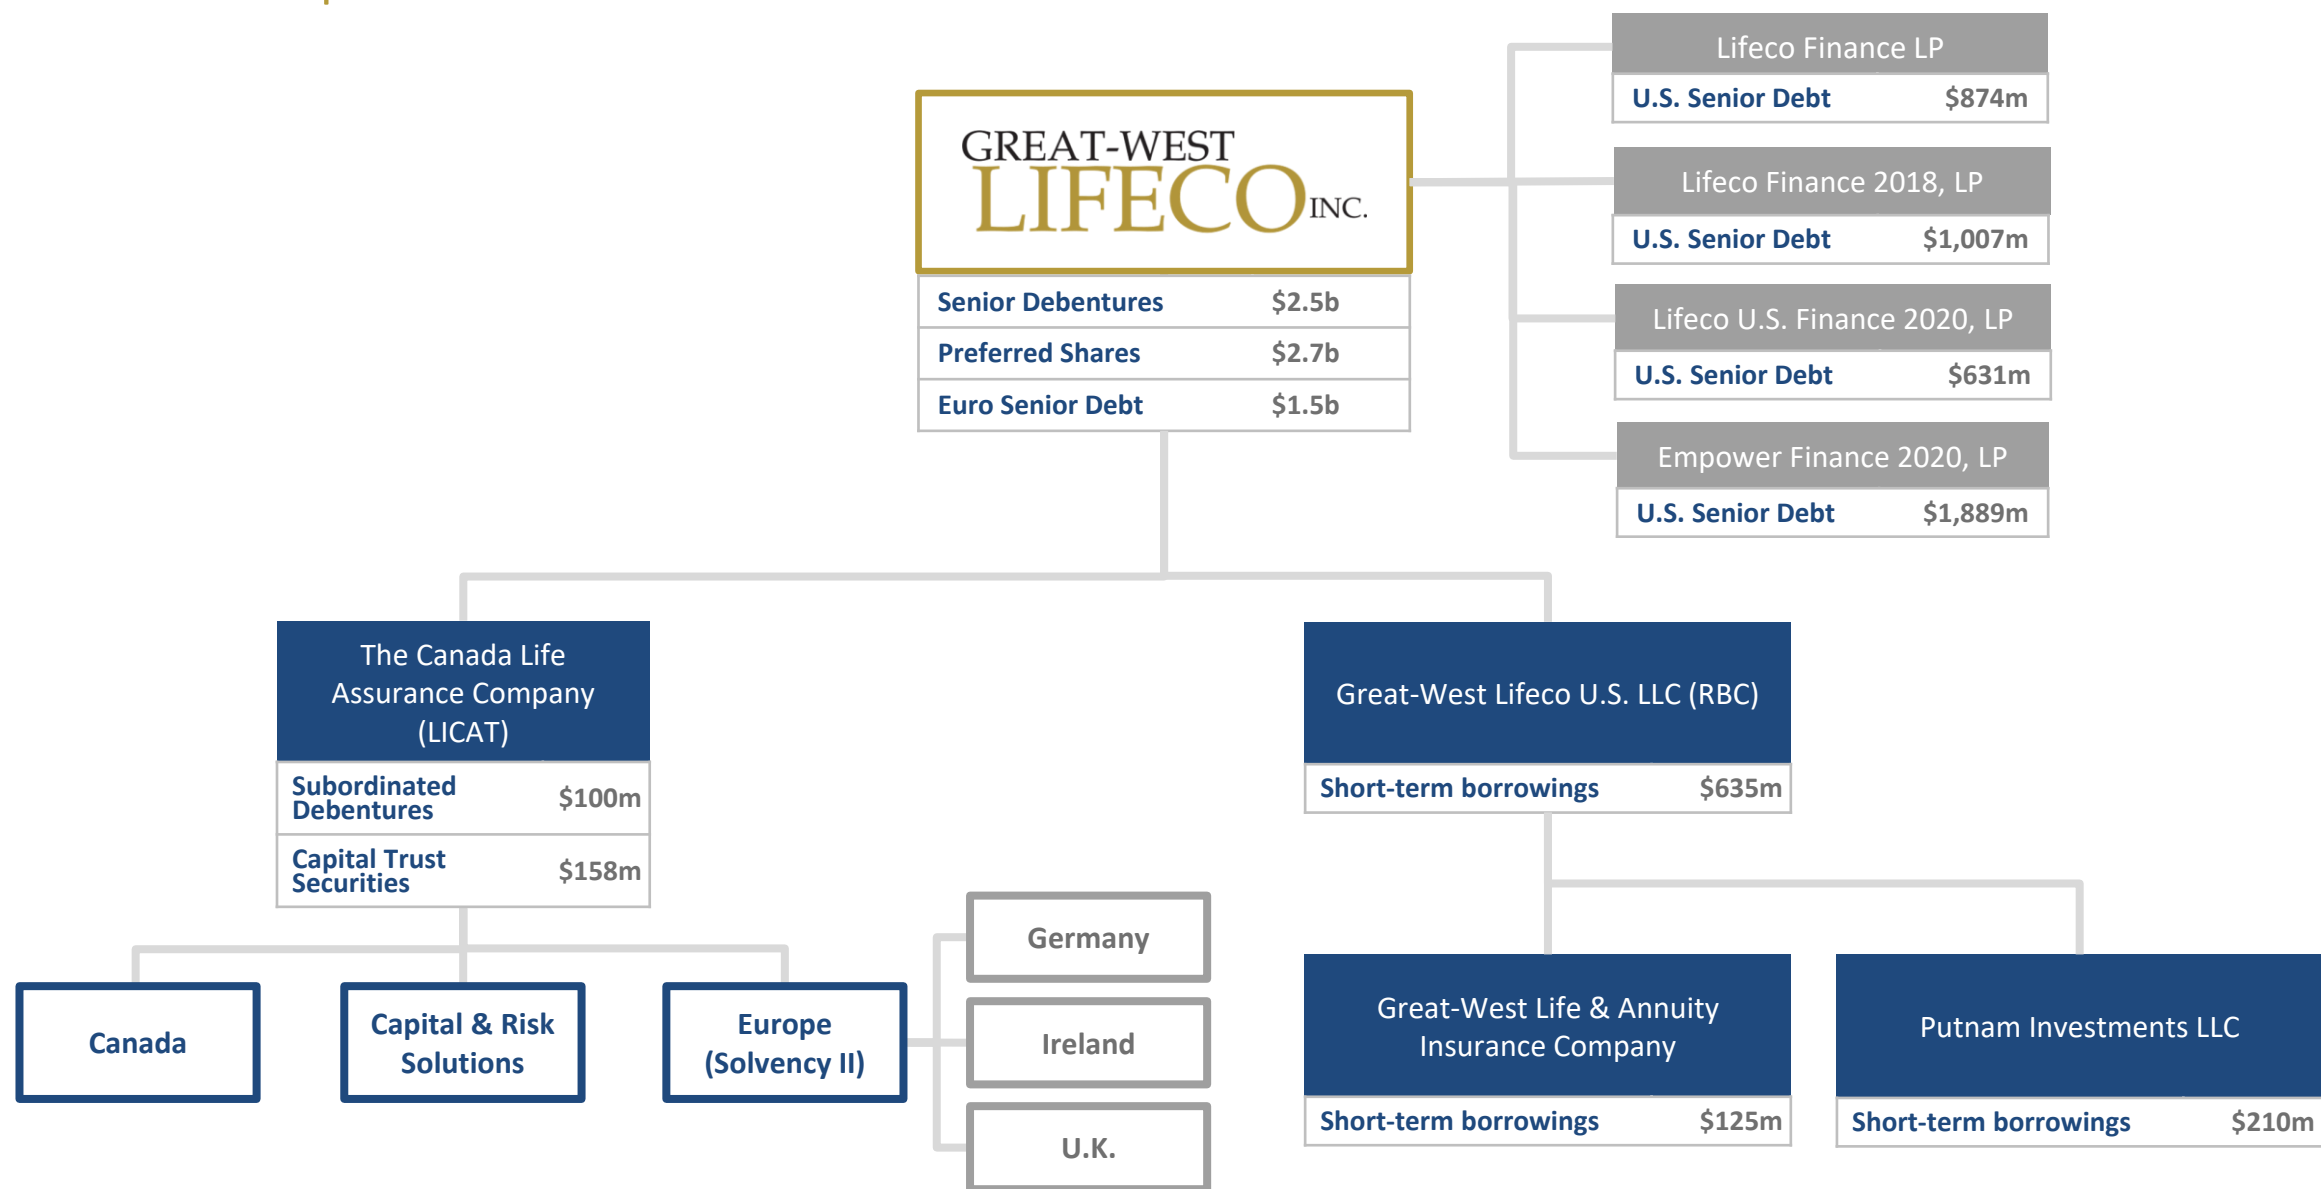 GREAT-WEST
LIFECO INC.
Senior Debentures $2.5b
Preferred Shares $2.7b
Euro Senior Debt $1.5b
Lifeco Finance LP
U.S. Senior Debt $874m
Lifeco Finance 2018, LP
U.S. Senior Debt $1,007m
Lifeco U.S. Finance 2020, LP
U.S. Senior Debt $631m
Empower Finance 2020, LP
U.S. Senior Debt $1,889m
The Canada Life
Assurance Company
(LICAT)
Subordinated
Debentures $100m
Capital Trust
Securities $158m
Great-West Lifeco U.S. LLC (RBC)
Short-term borrowings $635m
Canada
Capital & Risk
Solutions
Europe
(Solvency II)
Germany
Ireland
U.K.
Great-West Life & Annuity
Insurance Company
Short-term borrowings $125m
Putnam Investments LLC
Short-term borrowings $210m